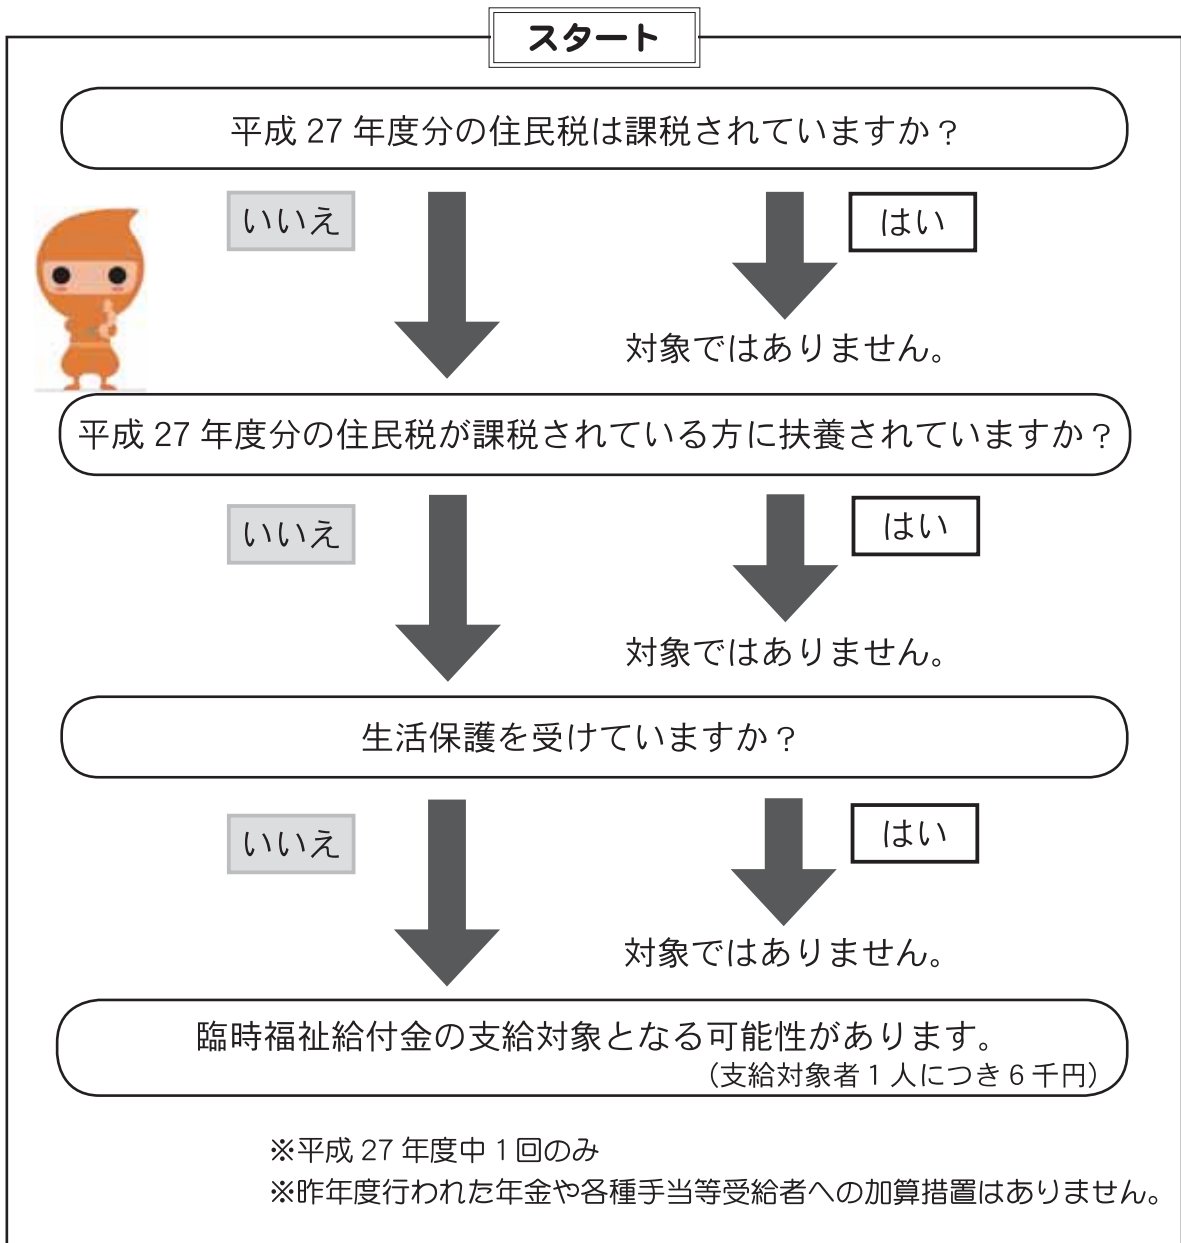 スタート
平成 27 年度分の住民税は課税されていますか？
いいえ
はい
対象ではありません。
平成 27 年度分の住民税が課税されている方に扶養されていますか？
いいえ
はい
対象ではありません。
生活保護を受けていますか？
いいえ
はい
対象ではありません。
臨時福祉給付金の支給対象となる可能性があります。
（支給対象者 1 人につき 6 千円）
※平成 27 年度中 1 回のみ
※昨年度行われた年金や各種手当等受給者への加算措置はありません。